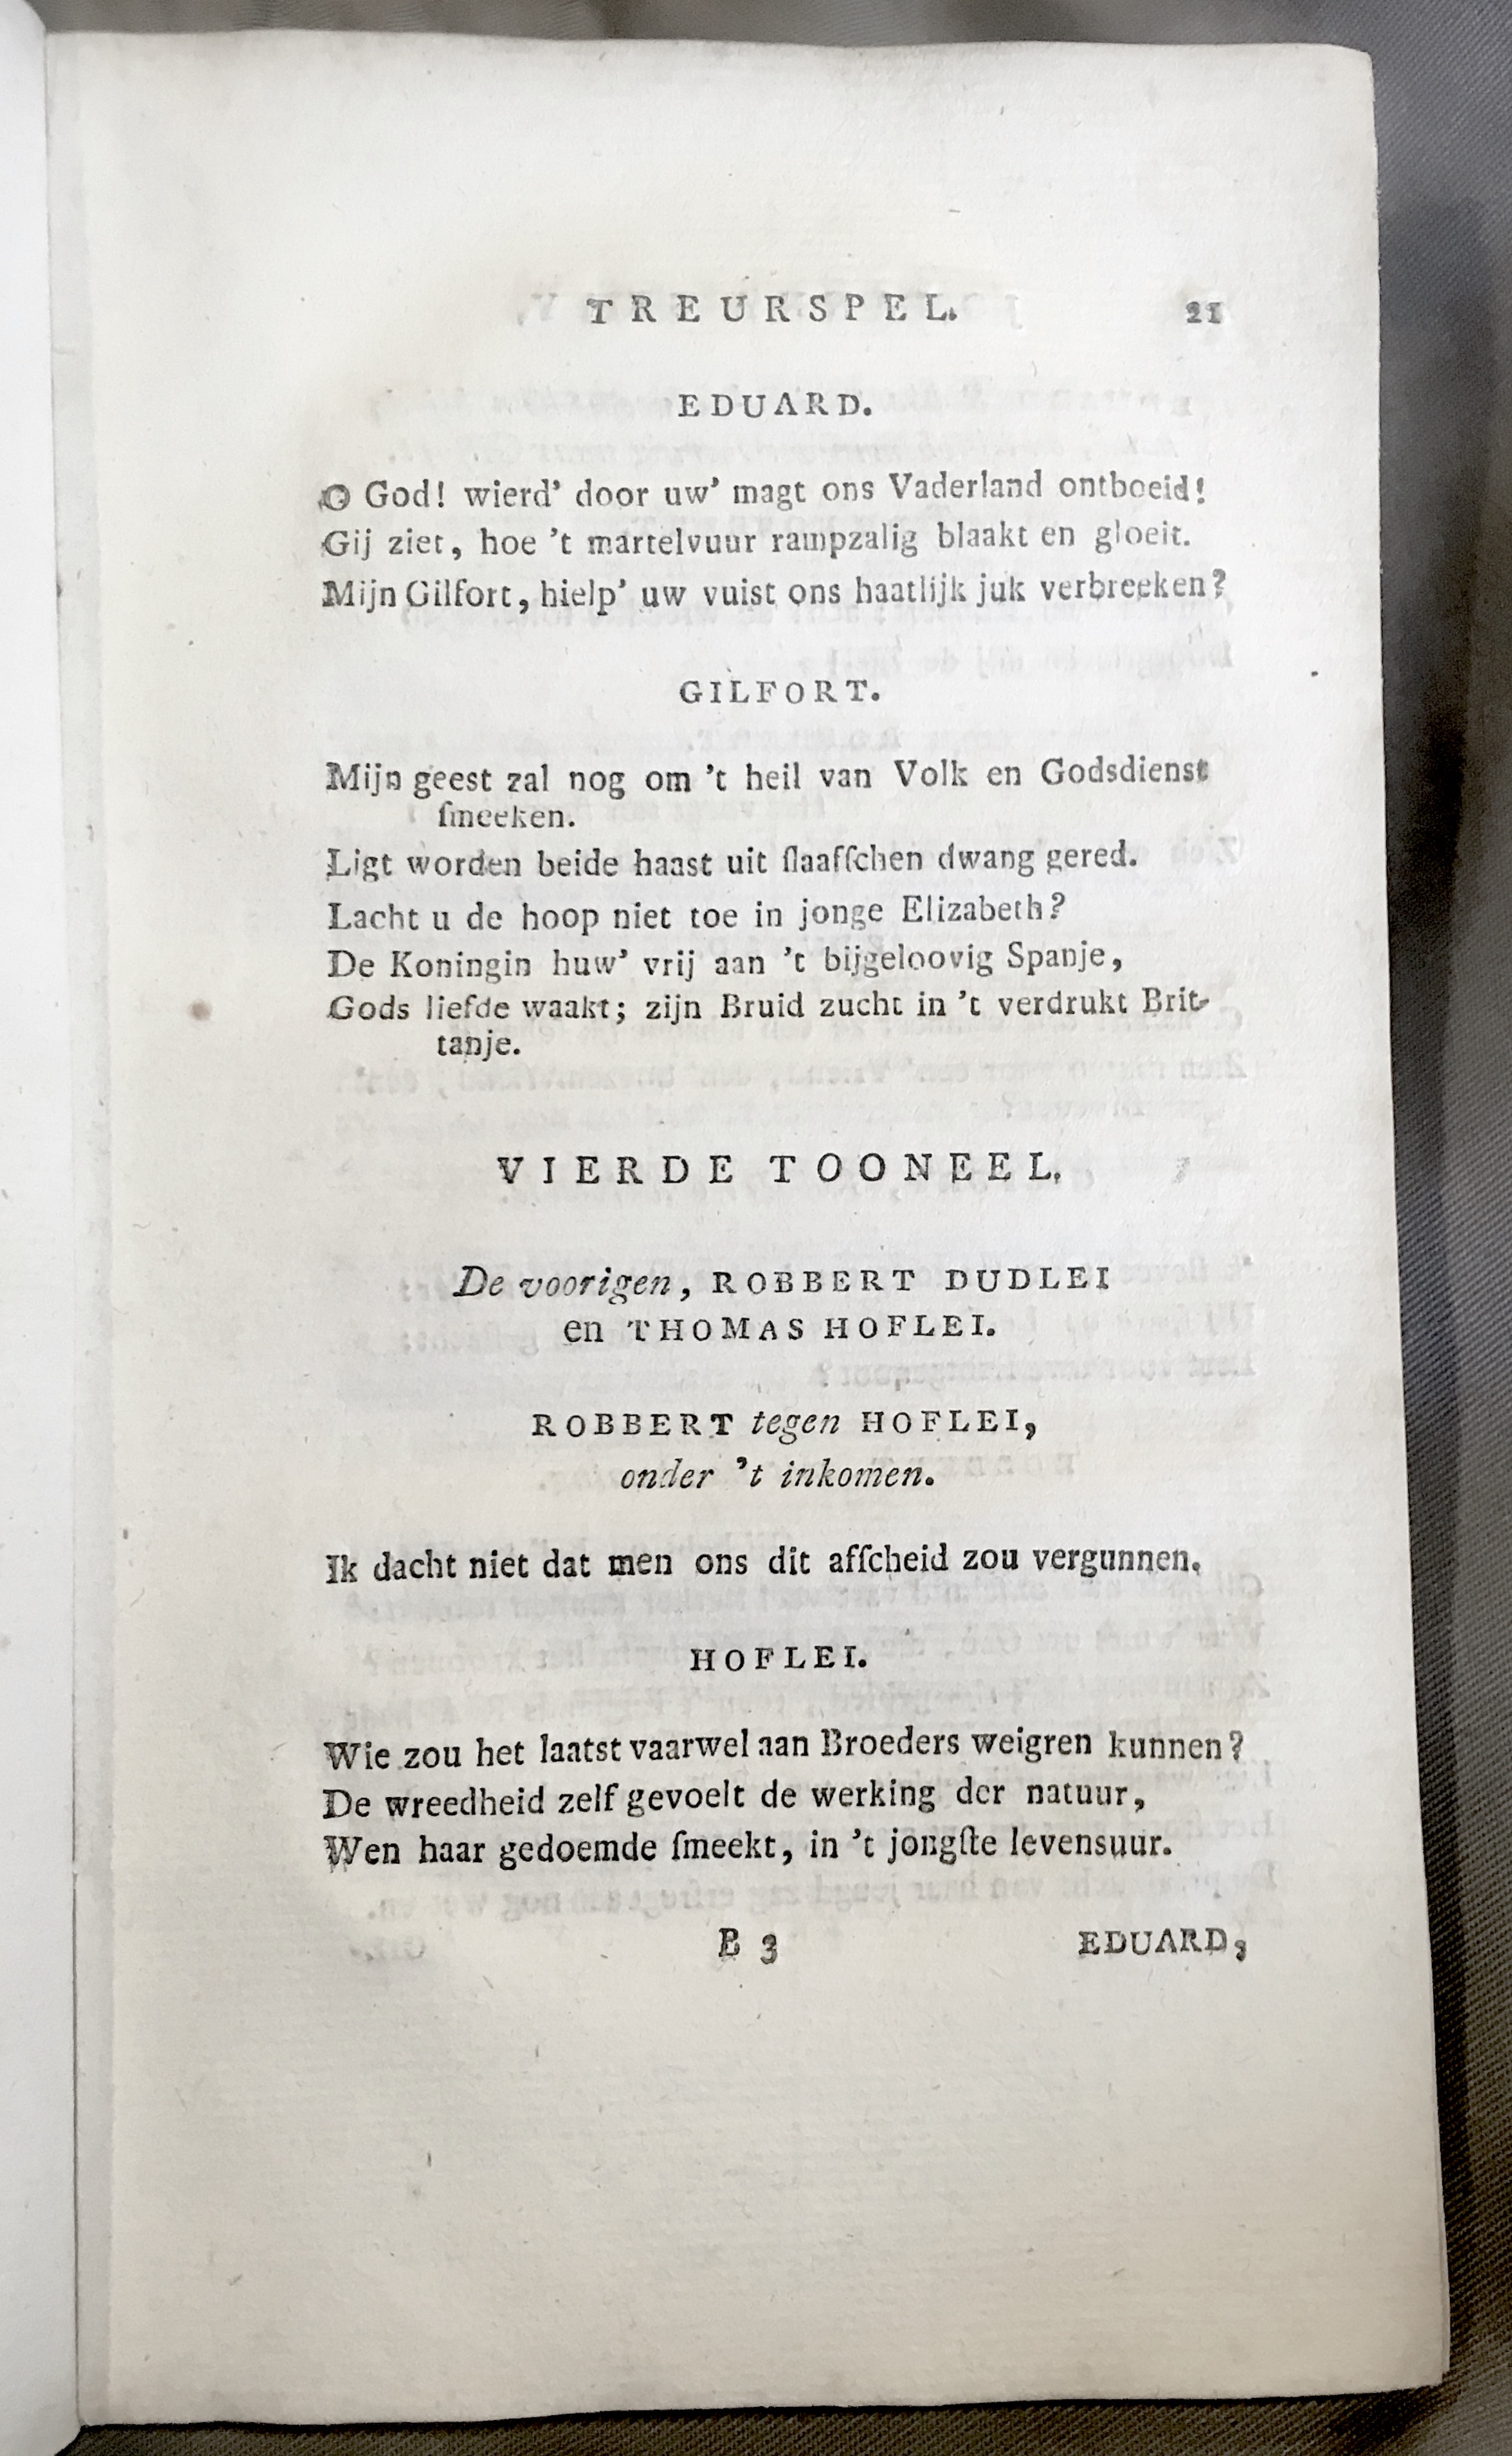 TREURSPEL. 21
EDUARD.
O God! wierd’ door uw’ magt ons Vaderland ontboeid!
Gij ziet, hoe ’t martelvuur rampzalig blaakt en gloeit.
Mijn Gilfort, hielp’ uw vuist ons haatlijk juk verbreeken?
GILFORT.
Mijn geest zal nog om ’t heil van Volk en Godsdienst
ſmeeken.
Ligt worden beide haast uit ſlaafſchen dwang gered.
Lacht u de hoop niet toe in jonge Elizabeth?
De Koningin huw’ vrij aan ’t bijgeloovig Spanje,
Gods liefde waakt; zijn Bruid zucht in ’t verdrukt Brit-
tanje.
VIERDE TOONEEL.
De voorigen, ROBBERT DUDLEI
en THOMAS HOFLEI.
ROBBERT tegen HOFLEI,
onder ’t inkomen.
Ik dacht niet dat men ons dit afſcheid zou vergunnen.
HOFLEI.
Wie zou het laatst vaarwel aan Broeders weigren kunnen?
De wreedheid zelf gevoelt de werking der natuur,
Wen haar gedoemde ſmeekt, in ’t jongſte levensuur.
B 3 EDUARD,